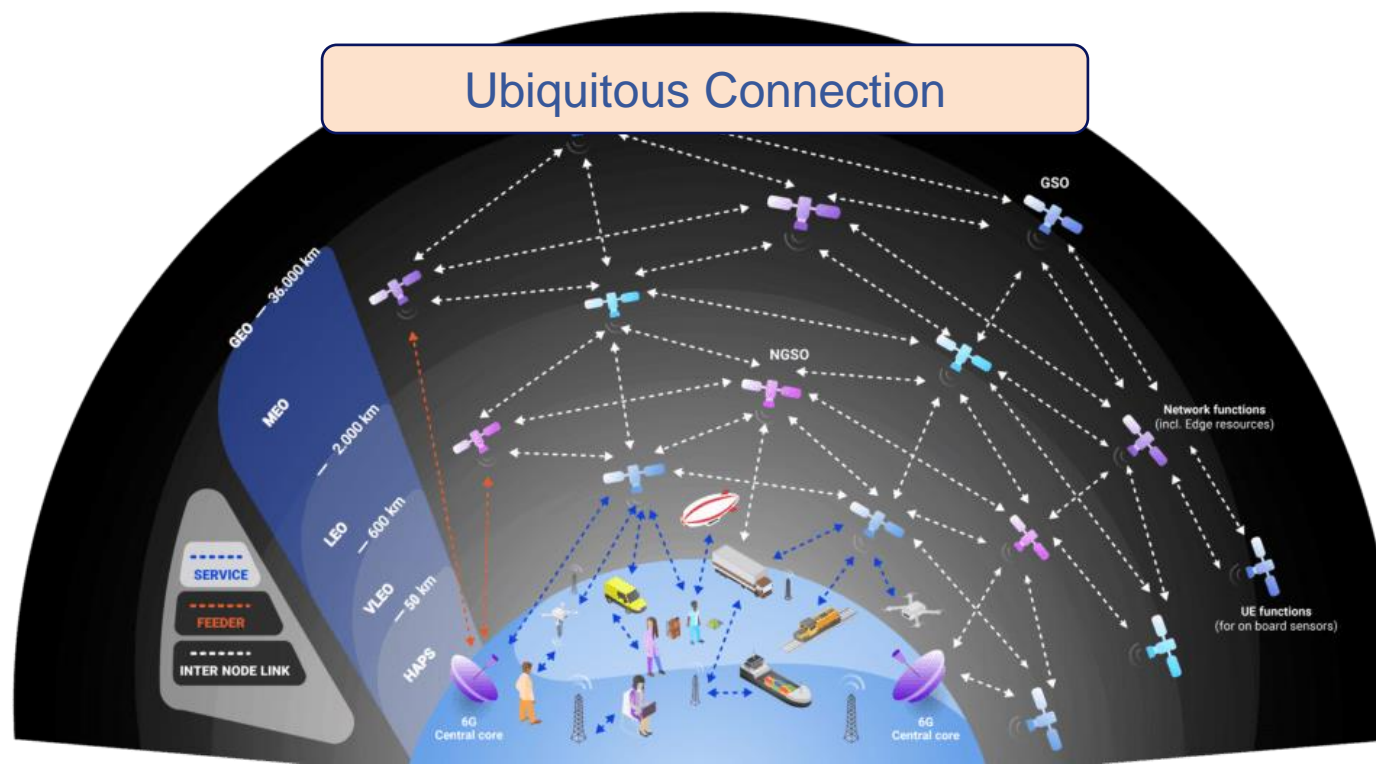 Ubiquitous Connection
GSO
GEO — 36.000 km
MEO
— 2.000 km
LEO
— 600 km
VLEO
— 50 km
HAPS
NGSO
Network functions
(incl. Edge resources)
UE functions
(for on board sensors)
SERVICE
FEEDER
INTER NODE LINK
6G
Central core
6G
Central core